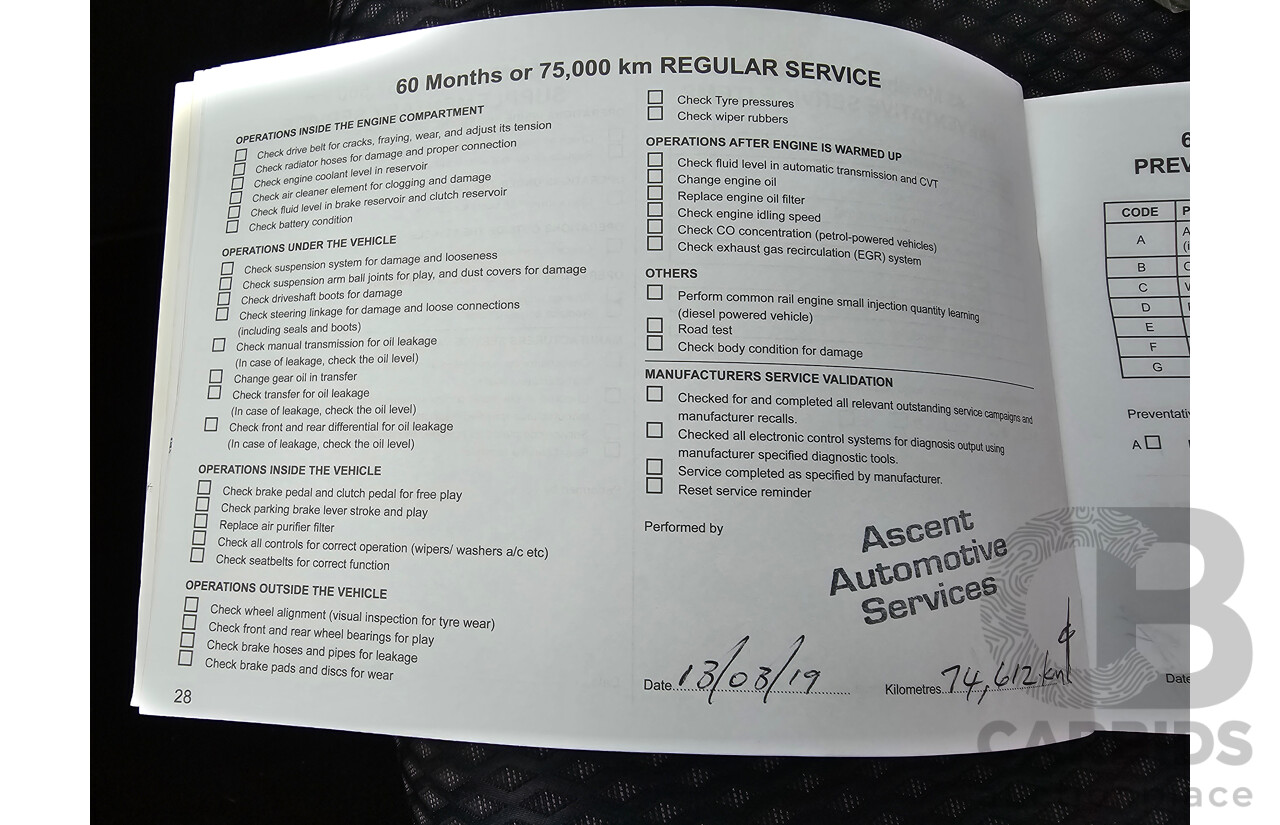 60 Months or 75,000 km REGULAR SERVICE
OPERATIONS INSIDE THE ENGINE COMPARTMENT
Check drive belt for cracks, fraying, wear, and adjust its tension
Check radiator hoses for damage and proper connection
Check engine coolant level in reservoir
Check air cleaner element for clogging and damage
Check fluid level in brake reservoir and clutch reservoir
Check battery condition
OPERATIONS UNDER THE VEHICLE
Check suspension system for damage and looseness
Check suspension arm ball joints for play, and dust covers for damage
Check driveshaft boots for damage
Check steering linkage for damage and loose connections
(including seals and boots)
Check manual transmission for oil leakage
(In case of leakage, check the oil level)
Change gear oil in transfer
Check transfer for oil leakage
(In case of leakage, check the oil level)
Check front and rear differential for oil leakage
(In case of leakage, check the oil level)
OPERATIONS INSIDE THE VEHICLE
Check brake pedal and clutch pedal for free play
Check parking brake lever stroke and play
Replace air purifier filter
Check all controls for correct operation (wipers/ washers a/c etc)
Check seatbelts for correct function
OPERATIONS OUTSIDE THE VEHICLE
Check wheel alignment (visual inspection for tyre wear)
Check front and rear wheel bearings for play
Check brake hoses and pipes for leakage
Check brake pads and discs for wear
28
Check Tyre pressures
Check wiper rubbers
OPERATIONS AFTER ENGINE IS WARMED UP
Check fluid level in automatic transmission and CVT
Change engine oil
Replace engine oil filter
Check engine idling speed
Check CO concentration (petrol-powered vehicles)
Check exhaust gas recirculation (EGR) system
OTHERS
Perform common rail engine small injection quantity learning
(diesel powered vehicle)
Road test
Check body condition for damage
MANUFACTURERS SERVICE VALIDATION
Checked for and completed all relevant outstanding service campaigns and
manufacturer recalls.
Checked all electronic control systems for diagnosis output using
manufacturer specified diagnostic tools.
Service completed as specified by manufacturer.
Reset service reminder
Performed by
Ascent
Automotive
Services
Date 13/03/19
Kilometres 74,612 km
6
PREV
CODE P
A A
(i
B
C
D
E
F
G
Preventati
A
Date
CB
CARBIDS